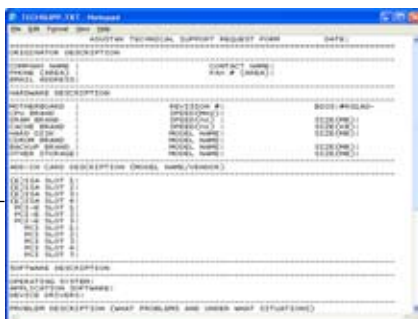 TECHSUPP.TXT - Notepad
File Edit Format View Help
ASUSTEK TECHNICAL SUPPORT REQUEST FORM DATE:
ORIGINATOR DESCRIPTION
COMPANY NAME : CONTACT NAME:
PHONE (AREA) : FAX # (AREA):
EMAIL ADDRESS:
HARDWARE DESCRIPTION
MOTHERBOARD : REVISION #:
CPU BRAND : SPEED(MHz):
DRAM BRAND : SPEED(ns): SIZE(MB):
CACHE BRAND : SPEED(ns): SIZE(KB):
HARD DISK : MODEL NAME: SIZE(MB):
CDROM BRAND : MODEL NAME:
BACKUP BRAND : MODEL NAME: SIZE(MB):
OTHER STORAGE: MODEL NAME: SIZE(MB):
ADD-ON CARD DESCRIPTION (MODEL NAME/VENDOR)
(E)ISA SLOT 1:
(E)ISA SLOT 2:
(E)ISA SLOT 3:
(E)ISA SLOT 4:
PCI-E SLOT 1:
PCI-E SLOT 2:
PCI-E SLOT 3:
PCI SLOT 1:
PCI SLOT 2:
PCI SLOT 3:
PCI SLOT 4:
PCI SLOT 5:
SOFTWARE DESCRIPTION
OPERATING SYSTEM:
APPLICATION SOFTWARE:
DEVICE DRIVERS:
PROBLEM DESCRIPTION (WHAT PROBLEMS AND UNDER WHAT SITUATIONS)